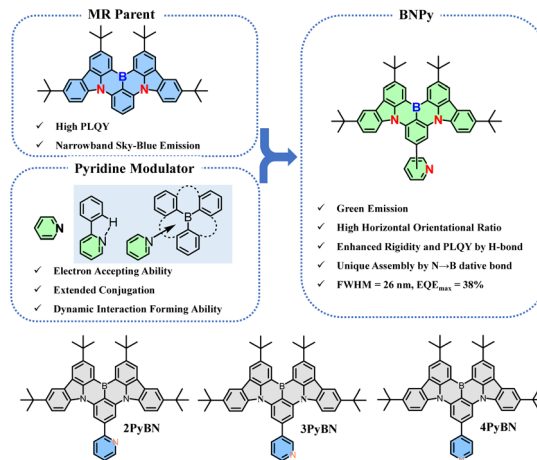 MR Parent
B
N
N
✓ High PLQY
✓ Narrowband Sky-Blue Emission
Pyridine Modulator
N
H
N
N
B
✓ Electron Accepting Ability
✓ Extended Conjugation
✓ Dynamic Interaction Forming Ability
BNPy
B
N
N
N
✓ Green Emission
✓ High Horizontal Orientational Ratio
✓ Enhanced Rigidity and PLQY by H-bond
✓ Unique Assembly by N→B dative bond
✓ FWHM = 26 nm, EQEmax = 38%
B
N
N
N
2PyBN
B
N
N
N
3PyBN
B
N
N
N
4PyBN